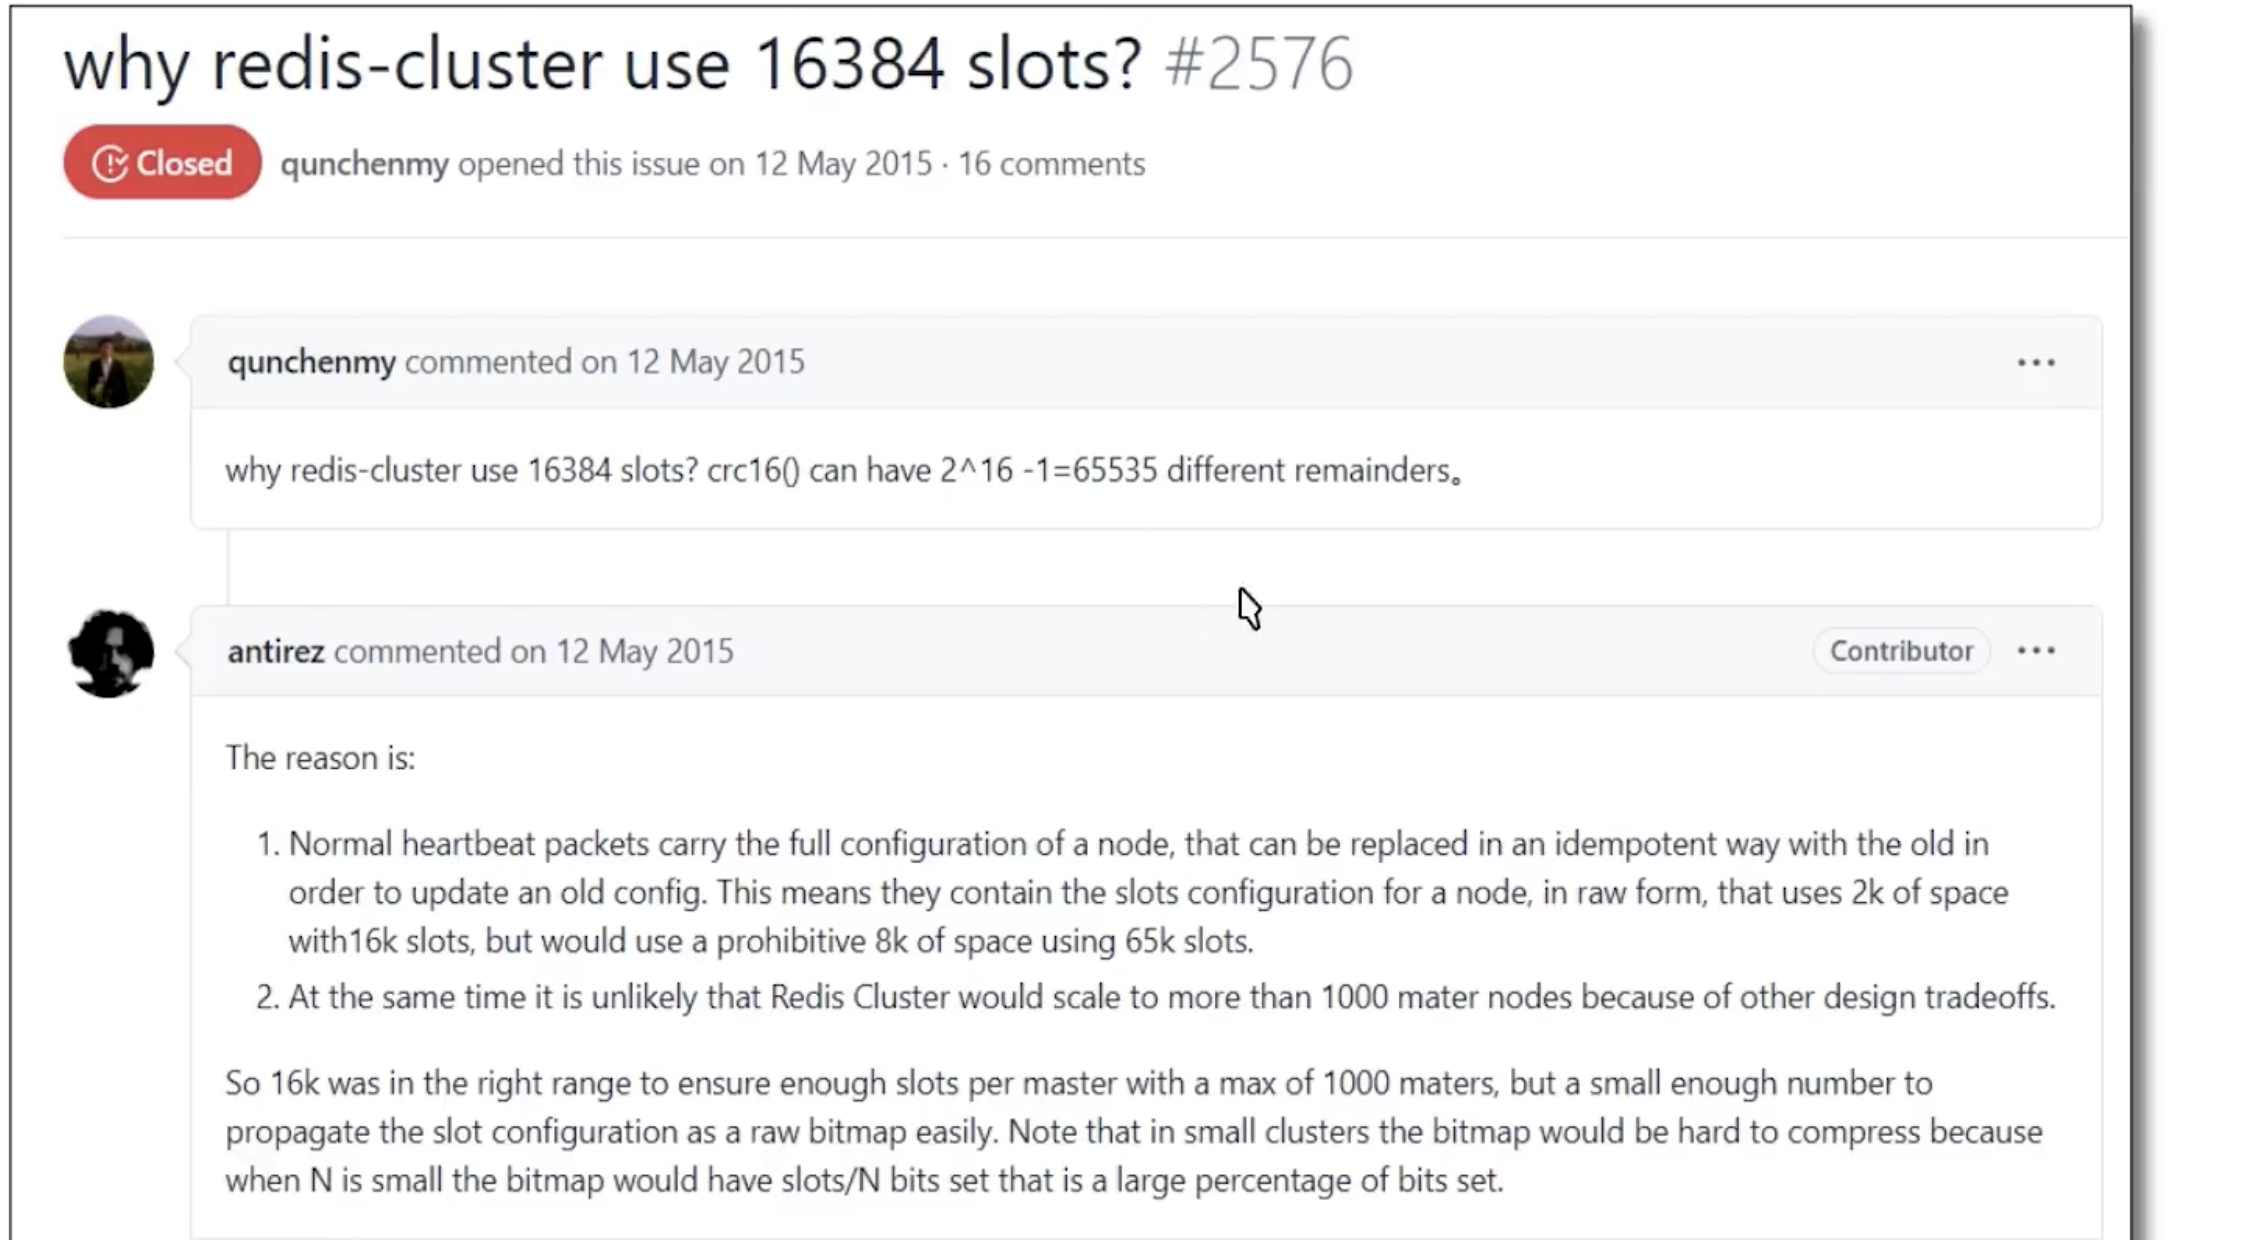 why redis-cluster use 16384 slots? #2576
Closed qunchenmy opened this issue on 12 May 2015 · 16 comments
qunchenmy commented on 12 May 2015
why redis-cluster use 16384 slots? crc16() can have 2^16 -1=65535 different remainders。
antirez commented on 12 May 2015 Contributor
The reason is:
1. Normal heartbeat packets carry the full configuration of a node, that can be replaced in an idempotent way with the old in
order to update an old config. This means they contain the slots configuration for a node, in raw form, that uses 2k of space
with16k slots, but would use a prohibitive 8k of space using 65k slots.
2. At the same time it is unlikely that Redis Cluster would scale to more than 1000 mater nodes because of other design tradeoffs.
So 16k was in the right range to ensure enough slots per master with a max of 1000 maters, but a small enough number to
propagate the slot configuration as a raw bitmap easily. Note that in small clusters the bitmap would be hard to compress because
when N is small the bitmap would have slots/N bits set that is a large percentage of bits set.